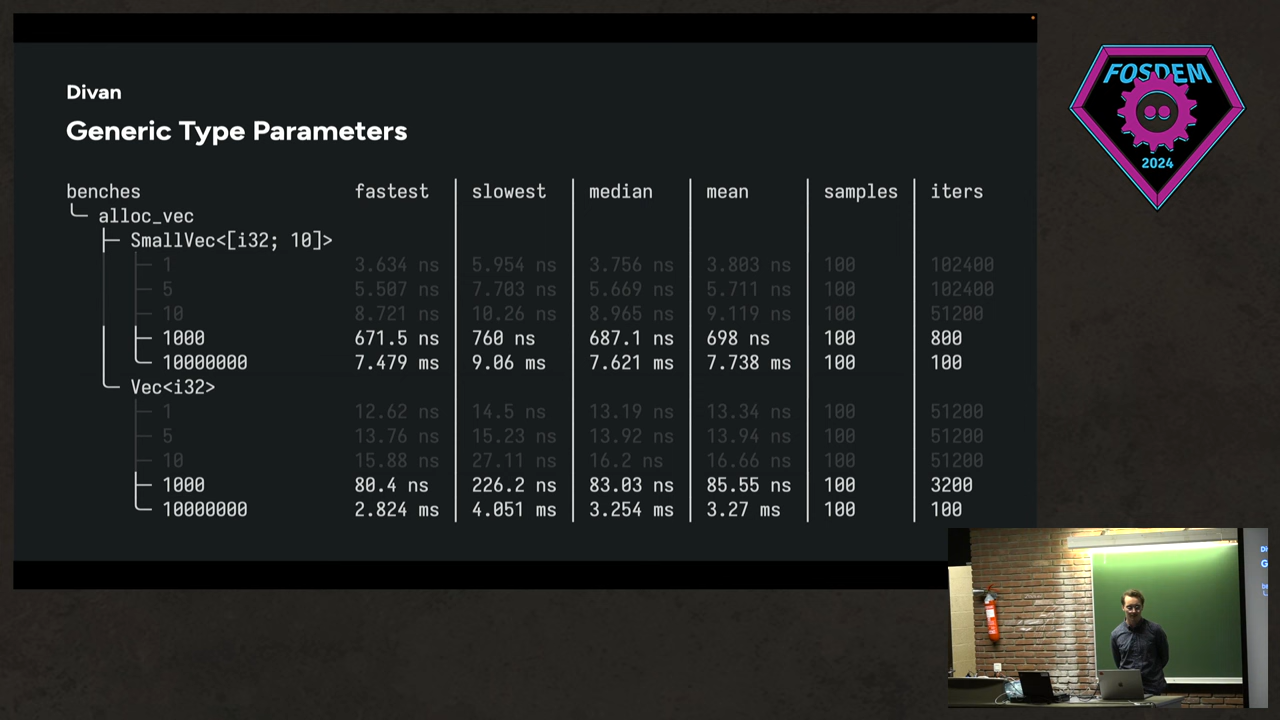 Divan
Generic Type Parameters
benches fastest slowest median mean samples iters
alloc_vec
SmallVec<[i32; 10]>
1 3.634 ns 5.954 ns 3.756 ns 3.803 ns 100 102400
5 5.507 ns 7.703 ns 5.669 ns 5.711 ns 100 102400
10 8.721 ns 10.26 ns 8.965 ns 9.119 ns 100 51200
1000 671.5 ns 760 ns 687.1 ns 698 ns 100 800
10000000 7.479 ms 9.06 ms 7.621 ms 7.738 ms 100 100
Vec<i32>
1 12.62 ns 14.5 ns 13.19 ns 13.34 ns 100 51200
5 13.76 ns 15.23 ns 13.92 ns 13.94 ns 100 51200
10 15.88 ns 27.11 ns 16.2 ns 16.66 ns 100 51200
1000 80.4 ns 226.2 ns 83.03 ns 85.55 ns 100 3200
10000000 2.824 ms 4.051 ms 3.254 ms 3.27 ms 100 100
FOSDEM
2024